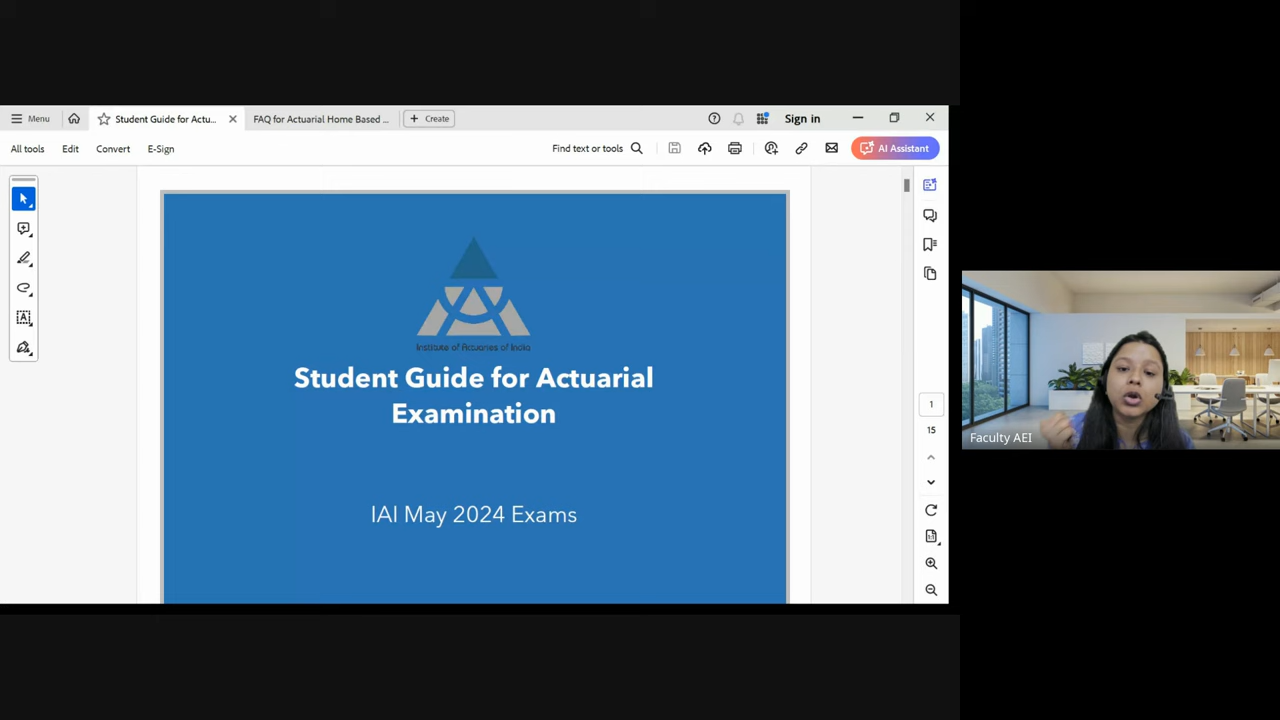 Menu
Student Guide for Actu...
FAQ for Actuarial Home Based ...
Create
Sign in
All tools
Edit
Convert
E-Sign
Find text or tools
AI Assistant
Institute of Actuaries of India
Student Guide for Actuarial
Examination
IAI May 2024 Exams
1
15
Faculty AEI